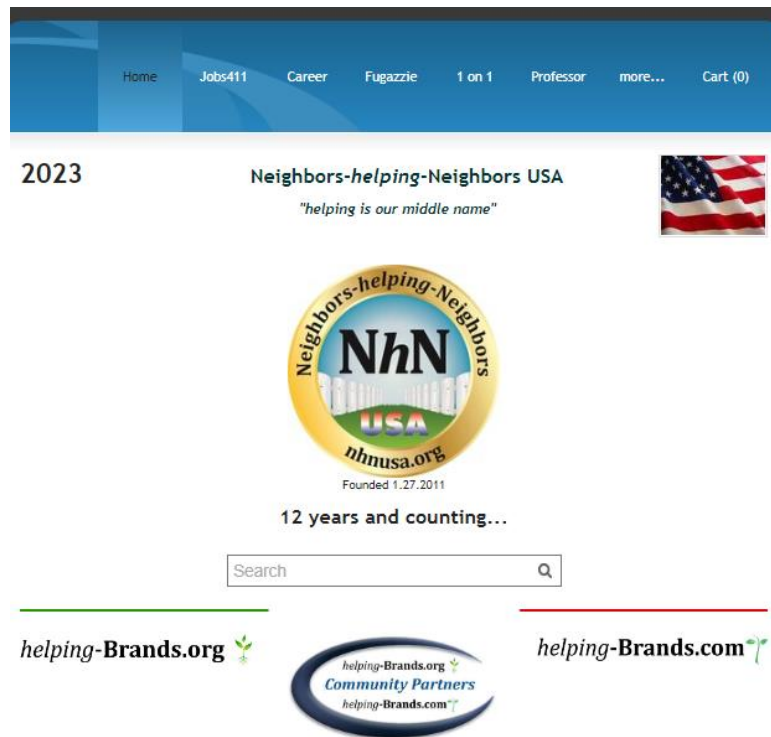 Home Jobs411 Career Fugazzie 1 on 1 Professor more... Cart (0)
2023
Neighbors-helping-Neighbors USA
"helping is our middle name"
Neighbors-helping-Neighbors
NhN
USA
nhnusa.org
Founded 1.27.2011
12 years and counting...
Search
helping-Brands.org
helping-Brands.org
Community Partners
helping-Brands.com
helping-Brands.com